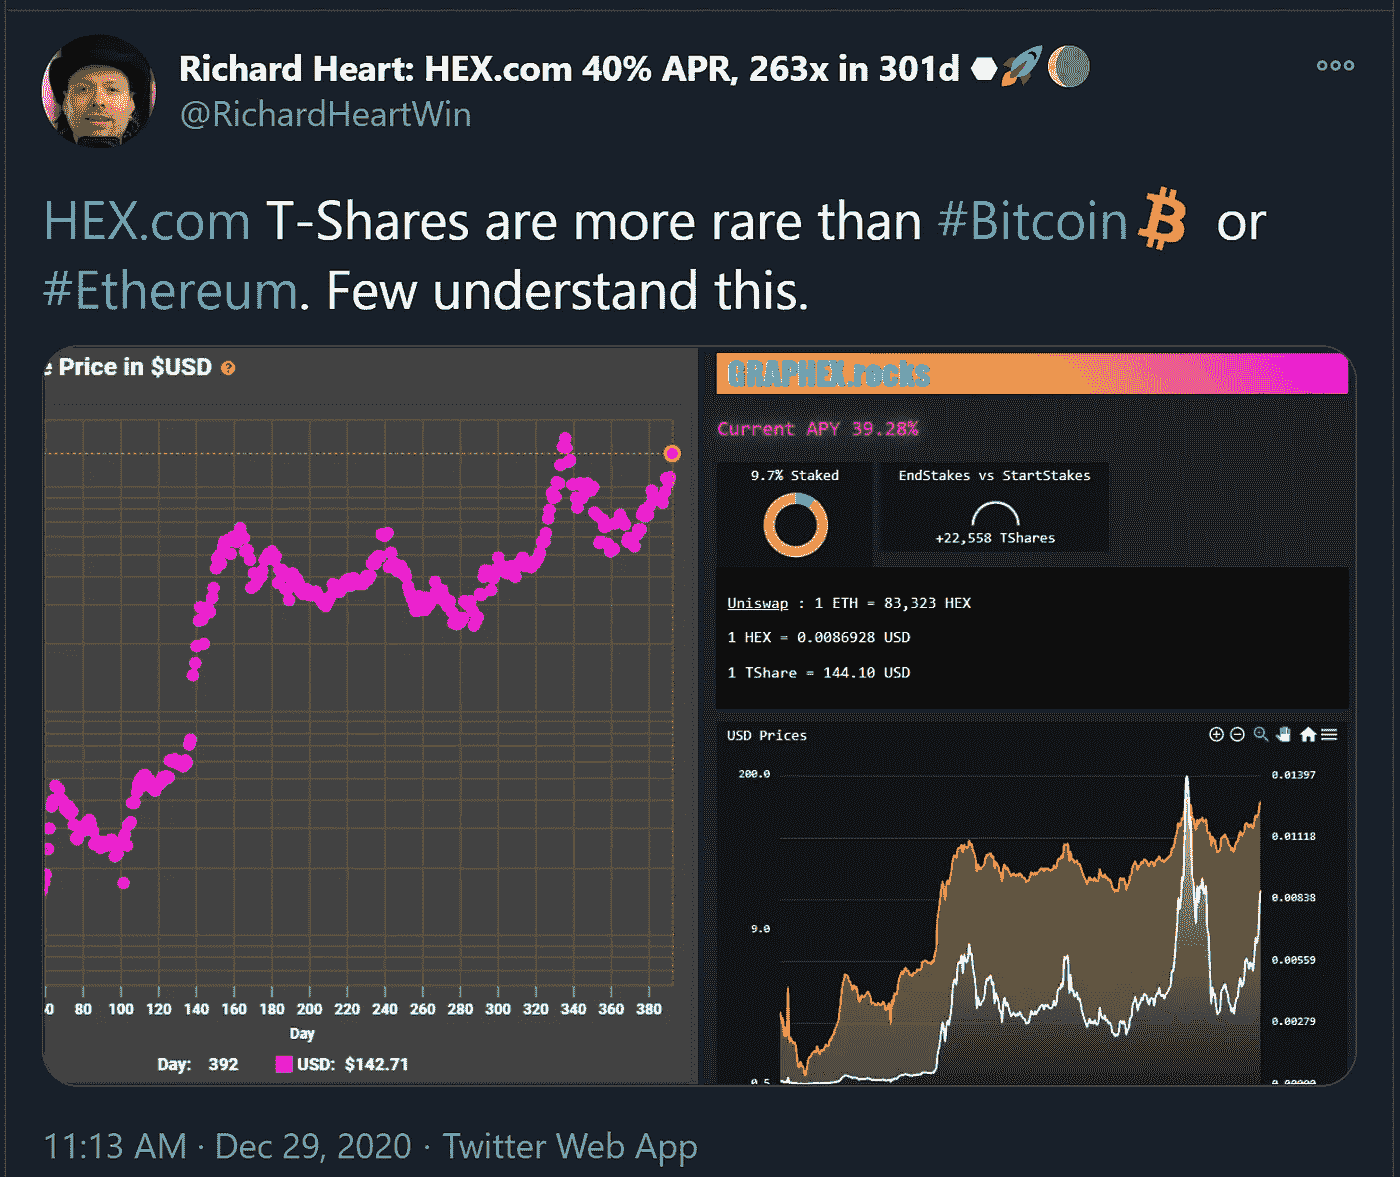 Richard Heart: HEX.com 40% APR, 263x in 301d
@RichardHeartWin
HEX.com T-Shares are more rare than #Bitcoin or
#Ethereum. Few understand this.
e Price in $USD ?
80 100 120 140 160 180 200 220 240 260 280 300 320 340 360 380
Day
Day: 392 USD: $142.71
GRAPHEX.rocks
Current APY 39.28%
9.7% Staked
EndStakes vs StartStakes
+22,558 TShares
Uniswap : 1 ETH = 83,323 HEX
1 HEX = 0.0086928 USD
1 TShare = 144.10 USD
USD Prices
200.0
9.0
0.5
0.01397
0.01118
0.00838
0.00559
0.00279
0.00000
11:13 AM · Dec 29, 2020 · Twitter Web App